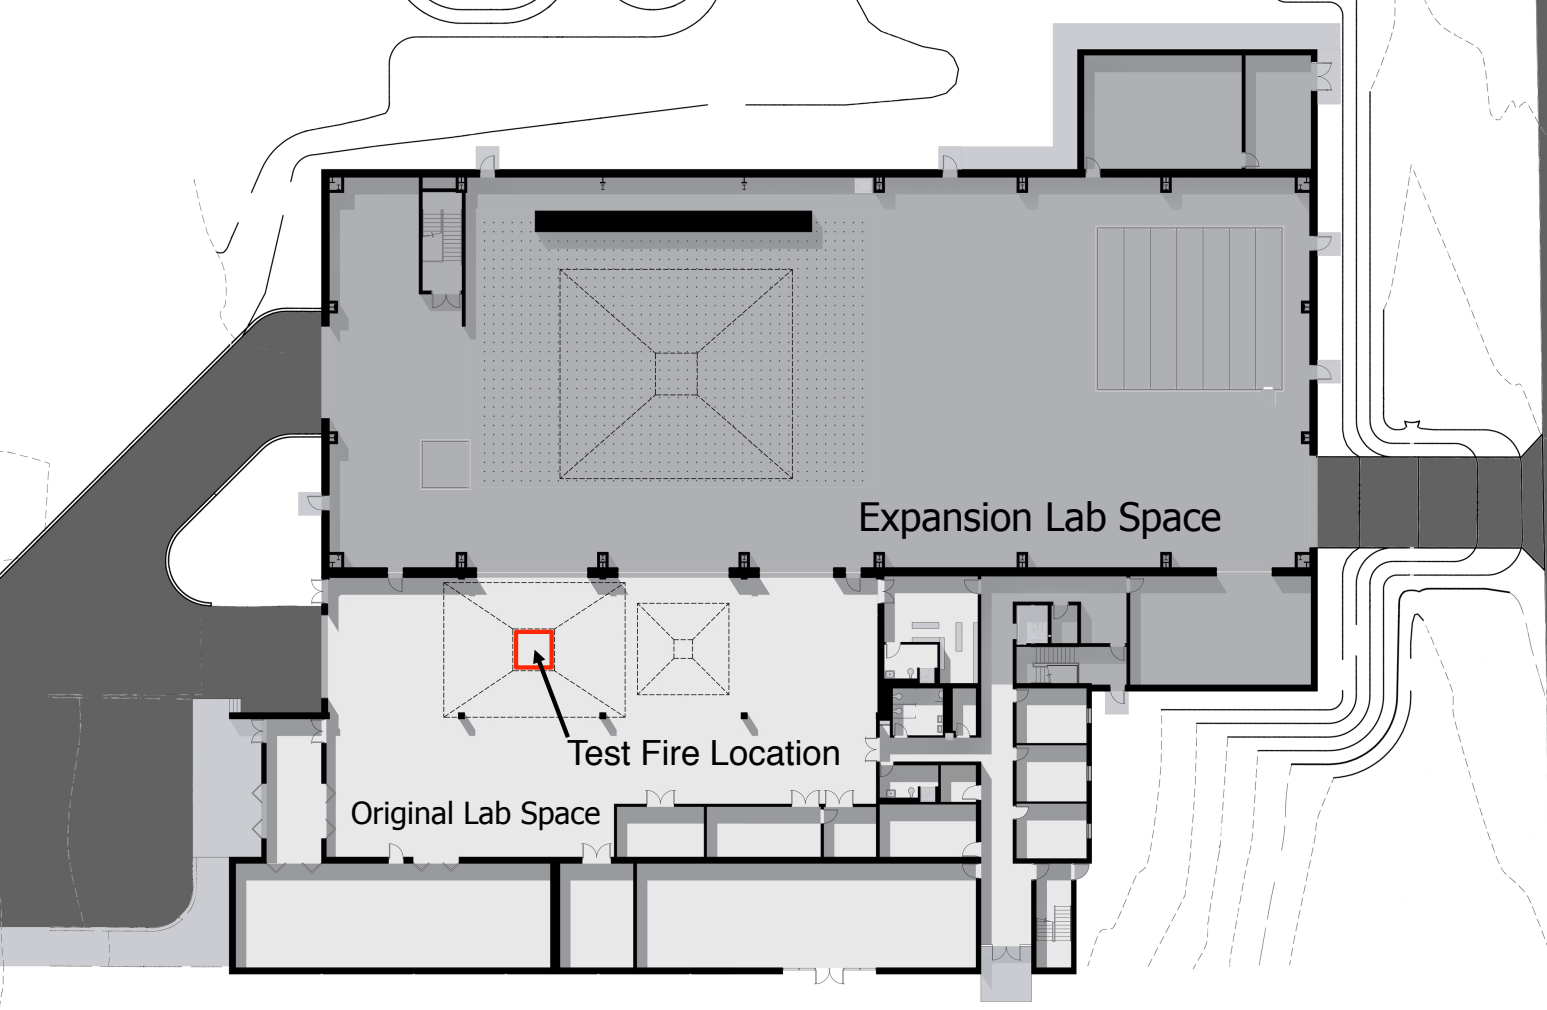 Expansion Lab Space
Test Fire Location
Original Lab Space